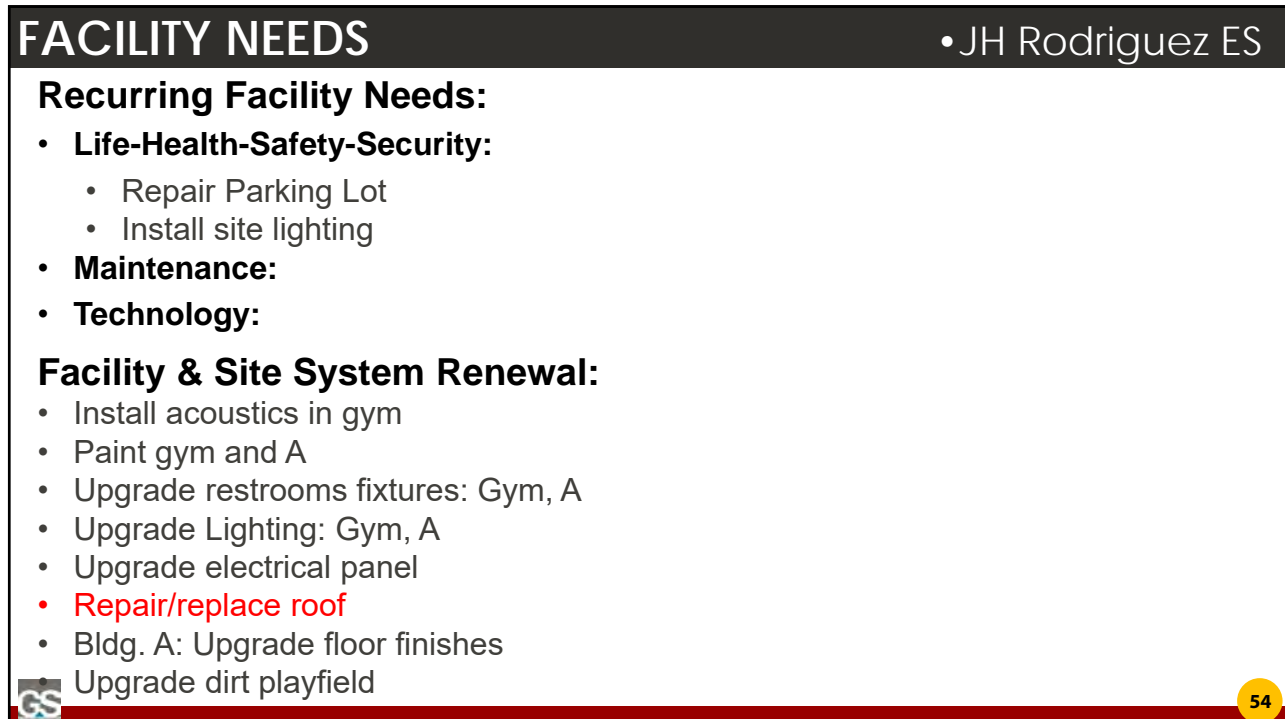 FACILITY NEEDS •JH Rodriguez ES
Recurring Facility Needs:
• Life-Health-Safety-Security:
• Repair Parking Lot
• Install site lighting
• Maintenance:
• Technology:
Facility & Site System Renewal:
• Install acoustics in gym
• Paint gym and A
• Upgrade restrooms fixtures: Gym, A
• Upgrade Lighting: Gym, A
• Upgrade electrical panel
• Repair/replace roof
• Bldg. A: Upgrade floor finishes
• Upgrade dirt playfield
GS
54